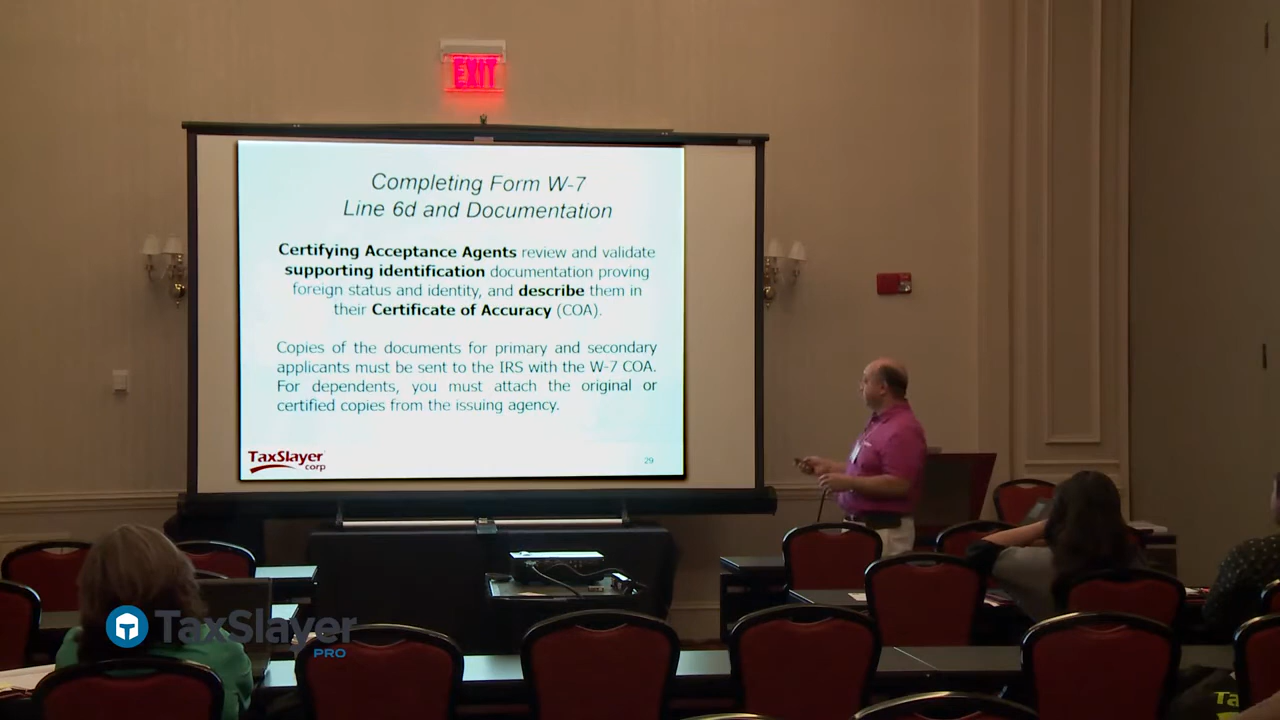 EXIT
Completing Form W-7
Line 6d and Documentation
Certifying Acceptance Agents review and validate
supporting identification documentation proving
foreign status and identity, and describe them in
their Certificate of Accuracy (COA).
Copies of the documents for primary and secondary
applicants must be sent to the IRS with the W-7 COA.
For dependents, you must attach the original or
certified copies from the issuing agency.
TaxSlayer
corp
29
TaxSlayer
PRO
Ta